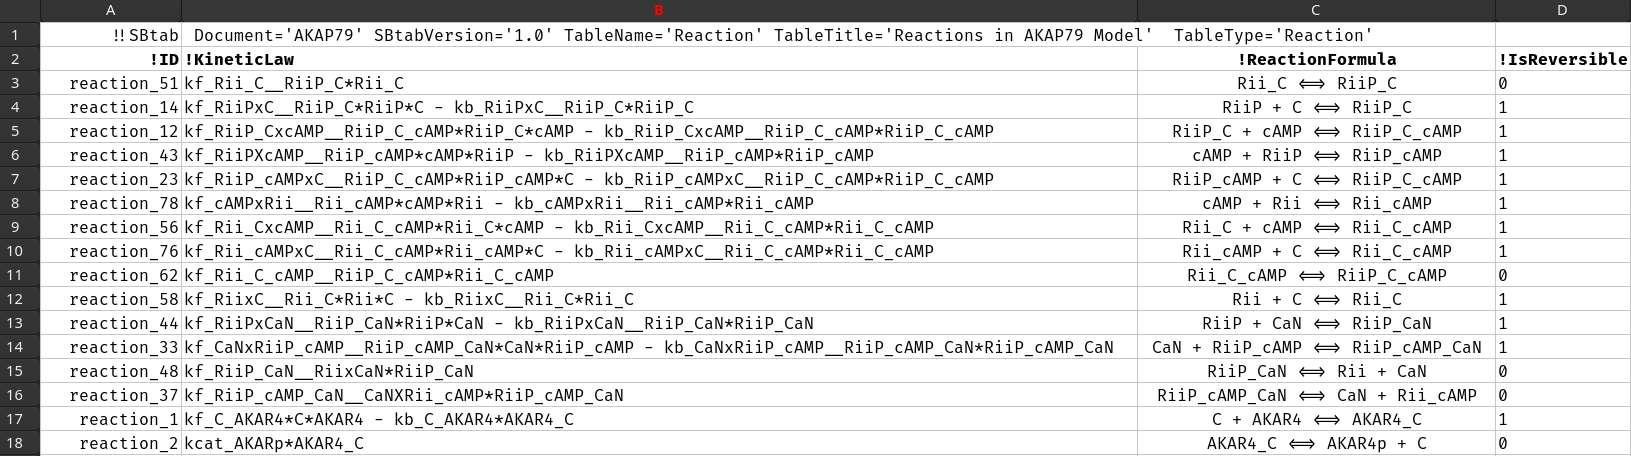 A B C D
1 !!SBtab Document='AKAP79' SBtabVersion='1.0' TableName='Reaction' TableTitle='Reactions in AKAP79 Model' TableType='Reaction'
2 !ID !KineticLaw !ReactionFormula !IsReversible
3 reaction_51 kf_Rii_C__RiiP_C*Rii_C Rii_C <=> RiiP_C 0
4 reaction_14 kf_RiiPxC__RiiP_C*RiiP*C - kb_RiiPxC__RiiP_C*RiiP_C RiiP + C <=> RiiP_C 1
5 reaction_12 kf_RiiP_CxcAMP__RiiP_C_cAMP*RiiP_C*cAMP - kb_RiiP_CxcAMP__RiiP_C_cAMP*RiiP_C_cAMP RiiP_C + cAMP <=> RiiP_C_cAMP 1
6 reaction_43 kf_RiiPXcAMP__RiiP_cAMP*cAMP*RiiP - kb_RiiPXcAMP__RiiP_cAMP*RiiP_cAMP cAMP + RiiP <=> RiiP_cAMP 1
7 reaction_23 kf_RiiP_cAMPxC__RiiP_C_cAMP*RiiP_cAMP*C - kb_RiiP_cAMPxC__RiiP_C_cAMP*RiiP_C_cAMP RiiP_cAMP + C <=> RiiP_C_cAMP 1
8 reaction_78 kf_cAMPxRii__Rii_cAMP*cAMP*Rii - kb_cAMPxRii__Rii_cAMP*Rii_cAMP cAMP + Rii <=> Rii_cAMP 1
9 reaction_56 kf_Rii_CxcAMP__Rii_C_cAMP*Rii_C*cAMP - kb_Rii_CxcAMP__Rii_C_cAMP*Rii_C_cAMP Rii_C + cAMP <=> Rii_C_cAMP 1
10 reaction_76 kf_Rii_cAMPxC__Rii_C_cAMP*Rii_cAMP*C - kb_Rii_cAMPxC__Rii_C_cAMP*Rii_C_cAMP Rii_cAMP + C <=> Rii_C_cAMP 1
11 reaction_62 kf_Rii_C_cAMP__RiiP_C_cAMP*Rii_C_cAMP Rii_C_cAMP <=> RiiP_C_cAMP 0
12 reaction_58 kf_RiixC__Rii_C*Rii*C - kb_RiixC__Rii_C*Rii_C Rii + C <=> Rii_C 1
13 reaction_44 kf_RiiPxCaN__RiiP_CaN*RiiP*CaN - kb_RiiPxCaN__RiiP_CaN*RiiP_CaN RiiP + CaN <=> RiiP_CaN 1
14 reaction_33 kf_CaNxRiiP_cAMP__RiiP_cAMP_CaN*CaN*RiiP_cAMP - kb_CaNxRiiP_cAMP__RiiP_cAMP_CaN*RiiP_cAMP_CaN CaN + RiiP_cAMP <=> RiiP_cAMP_CaN 1
15 reaction_48 kf_RiiP_CaN__RiixCaN*RiiP_CaN RiiP_CaN <=> Rii + CaN 0
16 reaction_37 kf_RiiP_cAMP_CaN__CaNXRii_cAMP*RiiP_cAMP_CaN RiiP_cAMP_CaN <=> CaN + Rii_cAMP 0
17 reaction_1 kf_C_AKAR4*C*AKAR4 - kb_C_AKAR4*AKAR4_C C + AKAR4 <=> AKAR4_C 1
18 reaction_2 kcat_AKARp*AKAR4_C AKAR4_C <=> AKAR4p + C 0